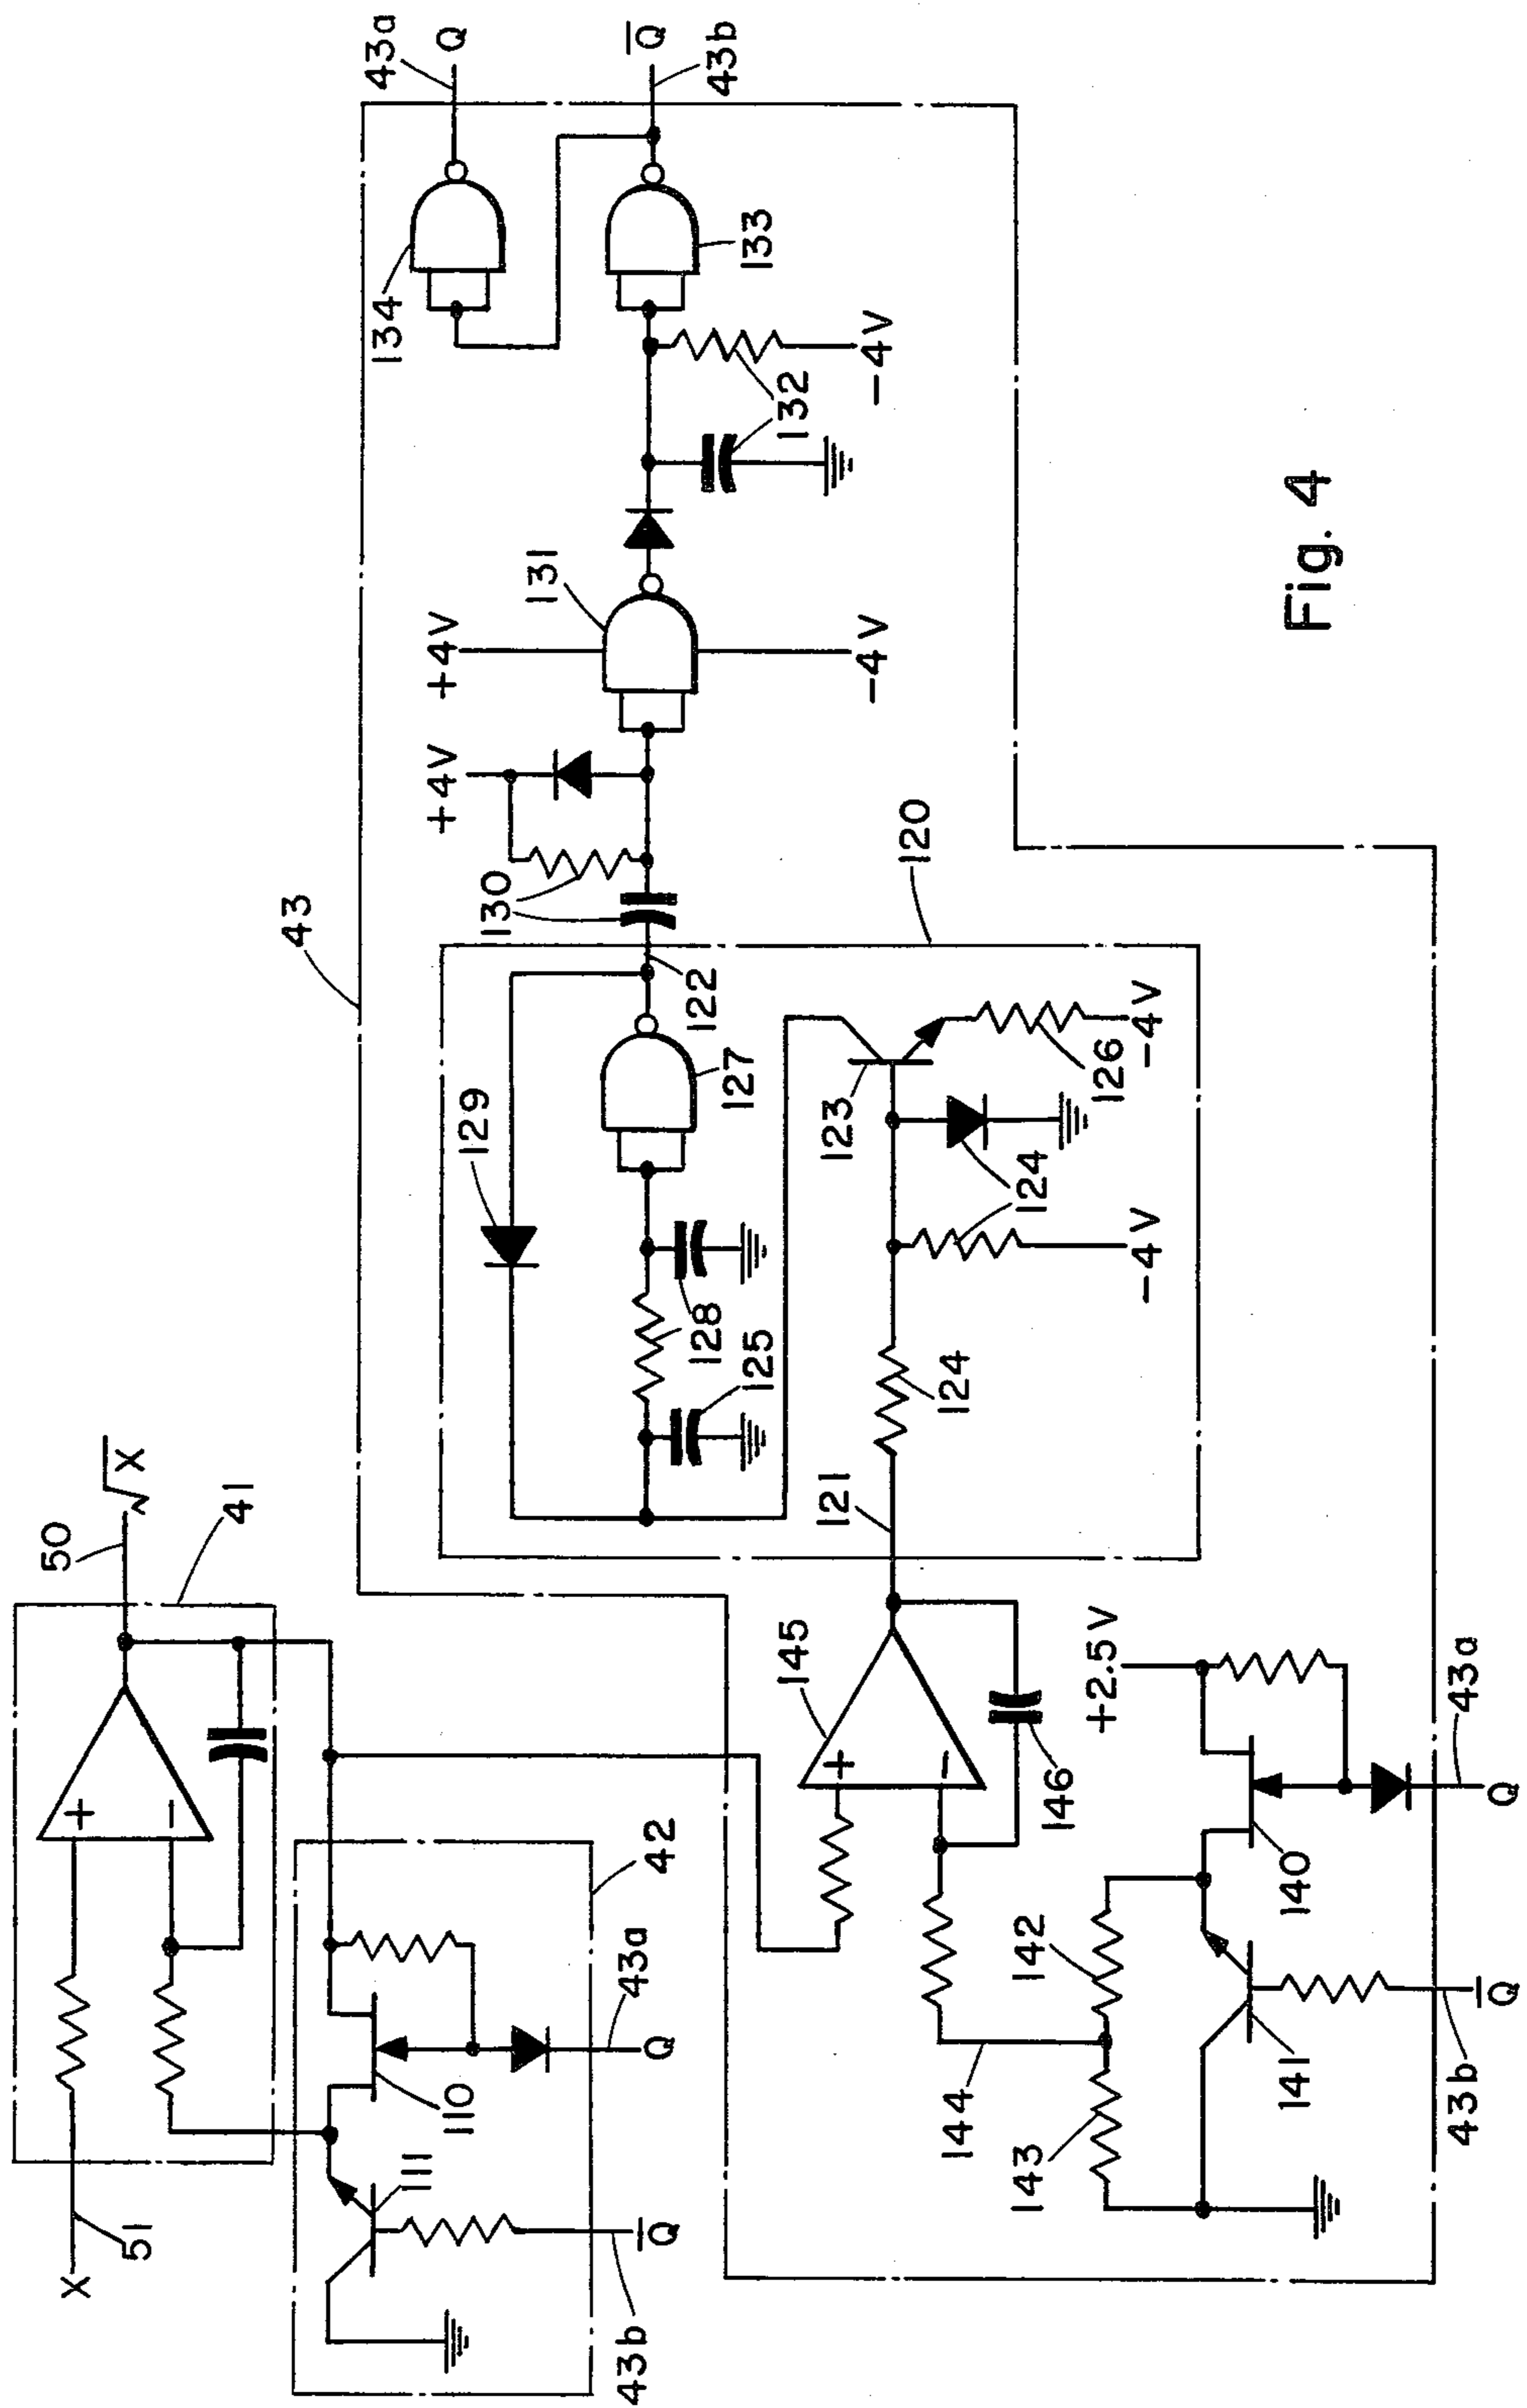 X
51
50
√X̅
41
111
110
42
43b
Q̅
43a
Q
43
120
121
122
123
124
124
125
126
-4V
-4V
127
128
129
130
+4V
+4V
131
-4V
132
-4V
133
134
43a
Q
Q̅
43b
145
146
+
-
+
-
144
143
142
141
140
+2.5V
43b
Q̅
43a
Q
Fig. 4